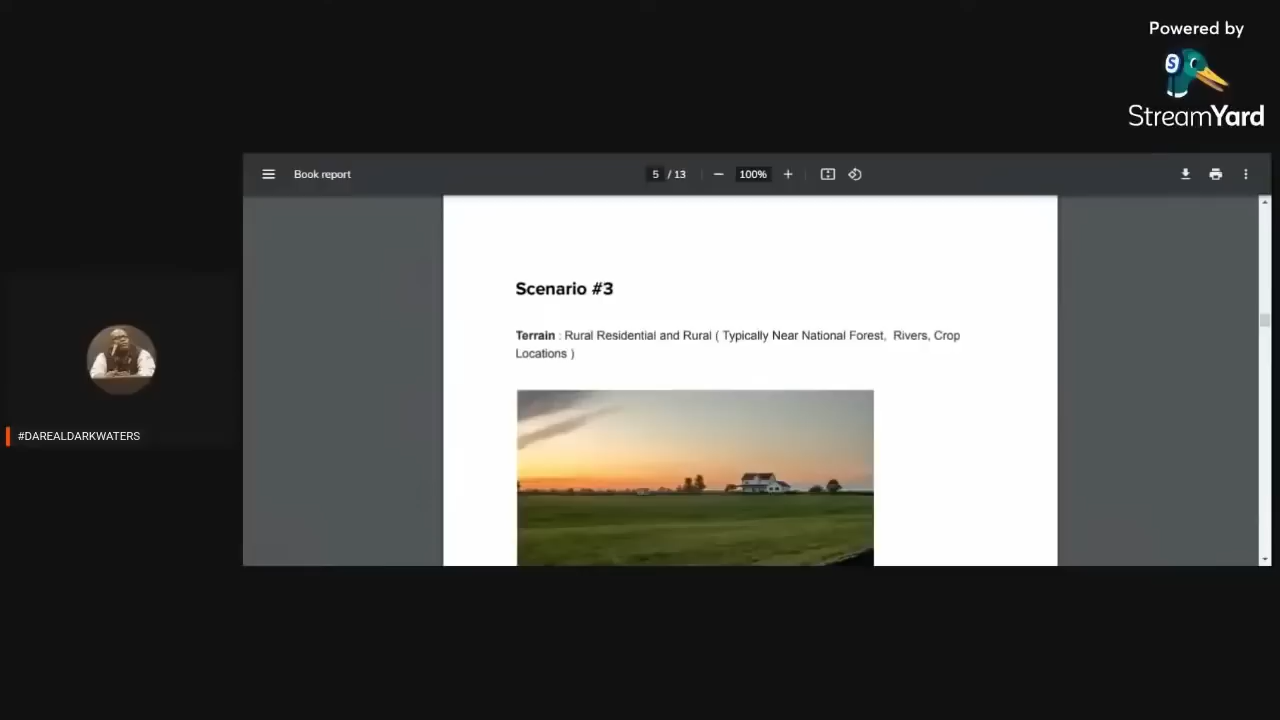 Powered by
StreamYard
Book report
5 / 13
100%
Scenario #3
Terrain : Rural Residential and Rural ( Typically Near National Forest, Rivers, Crop
Locations )
#DAREALDARKWATERS